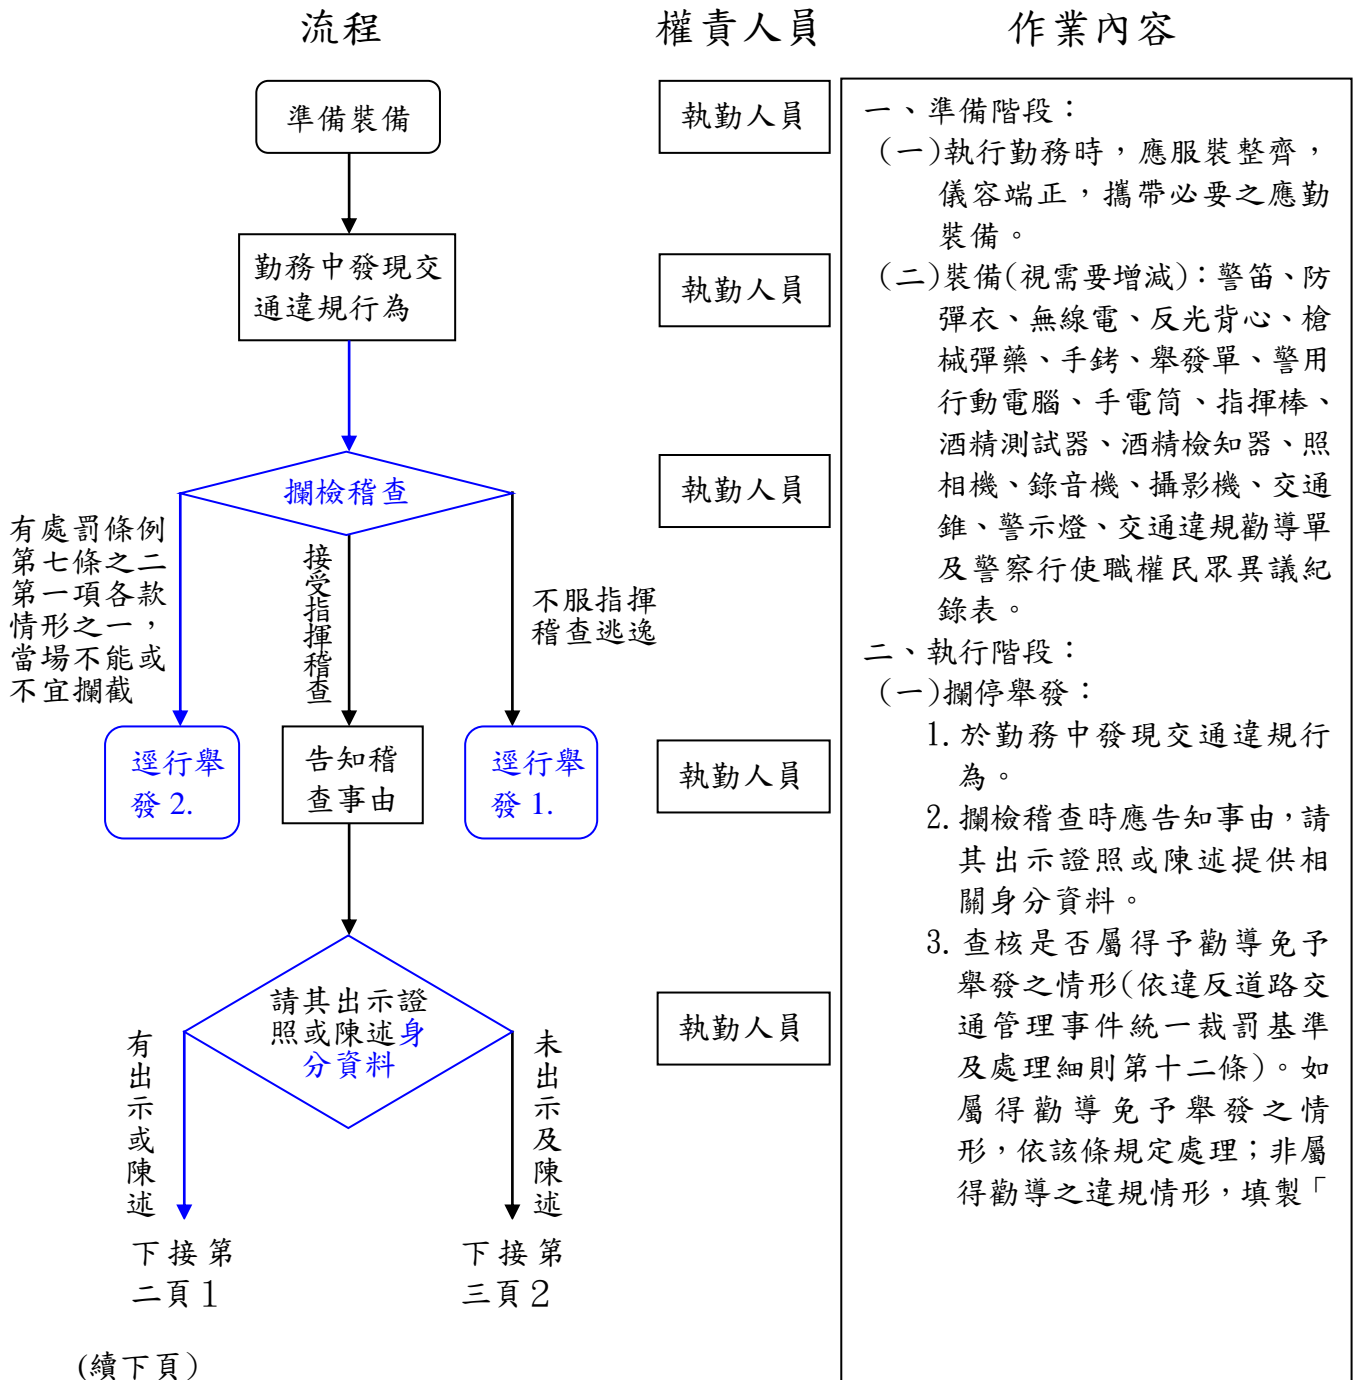 流程
權責人員
作業內容
準備裝備
執勤人員
勤務中發現交
通違規行為
執勤人員
攔檢稽查
執勤人員
有處罰條例
第七條之二
第一項各款
情形之一，
當場不能或
不宜攔截
接受指揮稽查
不服指揮
稽查逃逸
逕行舉
發 2.
告知稽
查事由
逕行舉
發 1.
執勤人員
請其出示證
照或陳述身
分資料
執勤人員
有出示或陳述
未出示及陳述
下接第
二頁１
下接第
三頁２
(續下頁)
一、準備階段：
(一)執行勤務時，應服裝整齊，
儀容端正，攜帶必要之應勤
裝備。
(二)裝備(視需要增減)：警笛、防
彈衣、無線電、反光背心、槍
械彈藥、手銬、舉發單、警用
行動電腦、手電筒、指揮棒、
酒精測試器、酒精檢知器、照
相機、錄音機、攝影機、交通
錐、警示燈、交通違規勸導單
及警察行使職權民眾異議紀
錄表。
二、執行階段：
(一)攔停舉發：
1. 於勤務中發現交通違規行
為。
2. 攔檢稽查時應告知事由，請
其出示證照或陳述提供相
關身分資料。
3. 查核是否屬得予勸導免予
舉發之情形(依違反道路交
通管理事件統一裁罰基準
及處理細則第十二條)。如
屬得勸導免予舉發之情
形，依該條規定處理；非屬
得勸導之違規情形，填製「